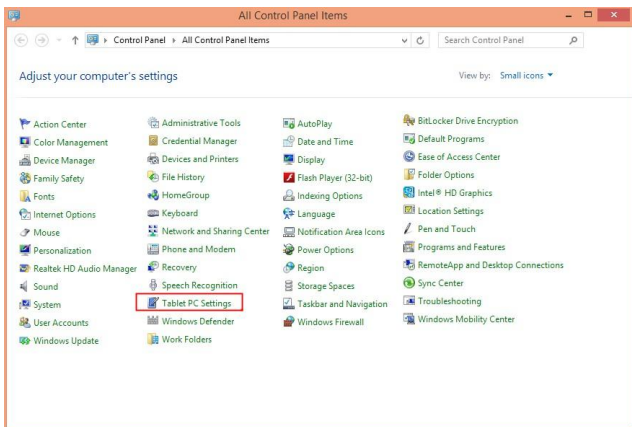 All Control Panel Items
Control Panel All Control Panel Items
Search Control Panel
Adjust your computer's settings
View by: Small icons
Action Center
Administrative Tools
AutoPlay
BitLocker Drive Encryption
Color Management
Credential Manager
Date and Time
Default Programs
Device Manager
Devices and Printers
Display
Ease of Access Center
Family Safety
File History
Flash Player (32-bit)
Folder Options
Fonts
HomeGroup
Indexing Options
Intel® HD Graphics
Internet Options
Keyboard
Language
Location Settings
Mouse
Network and Sharing Center
Notification Area Icons
Pen and Touch
Personalization
Phone and Modem
Power Options
Programs and Features
Realtek HD Audio Manager
Recovery
Region
RemoteApp and Desktop Connections
Sound
Speech Recognition
Storage Spaces
Sync Center
System
Tablet PC Settings
Taskbar and Navigation
Troubleshooting
User Accounts
Windows Defender
Windows Firewall
Windows Mobility Center
Windows Update
Work Folders